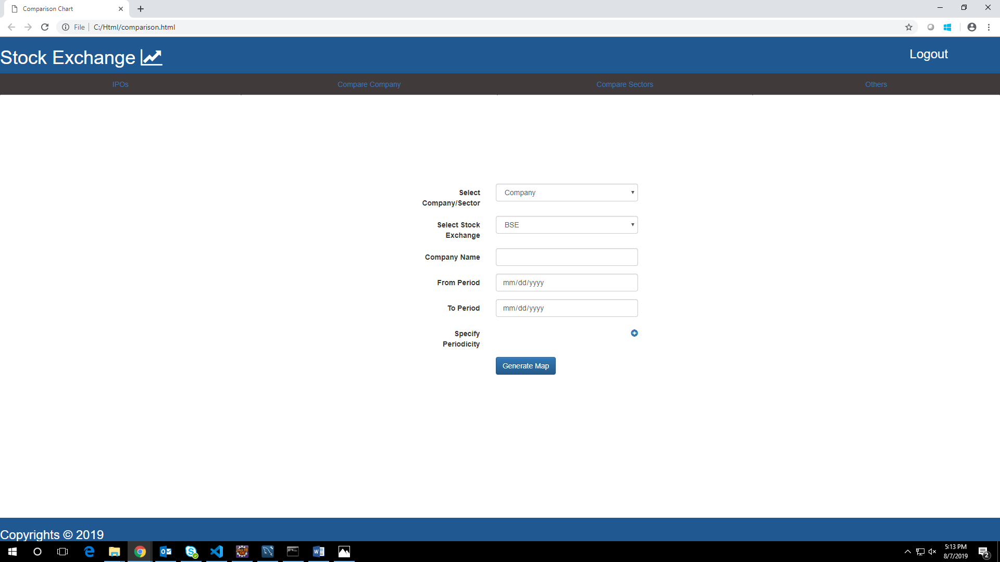 Comparison Chart
File C:/Html/comparison.html
Stock Exchange
Logout
IPOs Compare Company Compare Sectors Others
Select
Company/Sector
Company
Select Stock
Exchange
BSE
Company Name
From Period
mm/dd/yyyy
To Period
mm/dd/yyyy
Specify
Periodicity
Generate Map
Copyrights © 2019
5:13 PM
8/7/2019
2